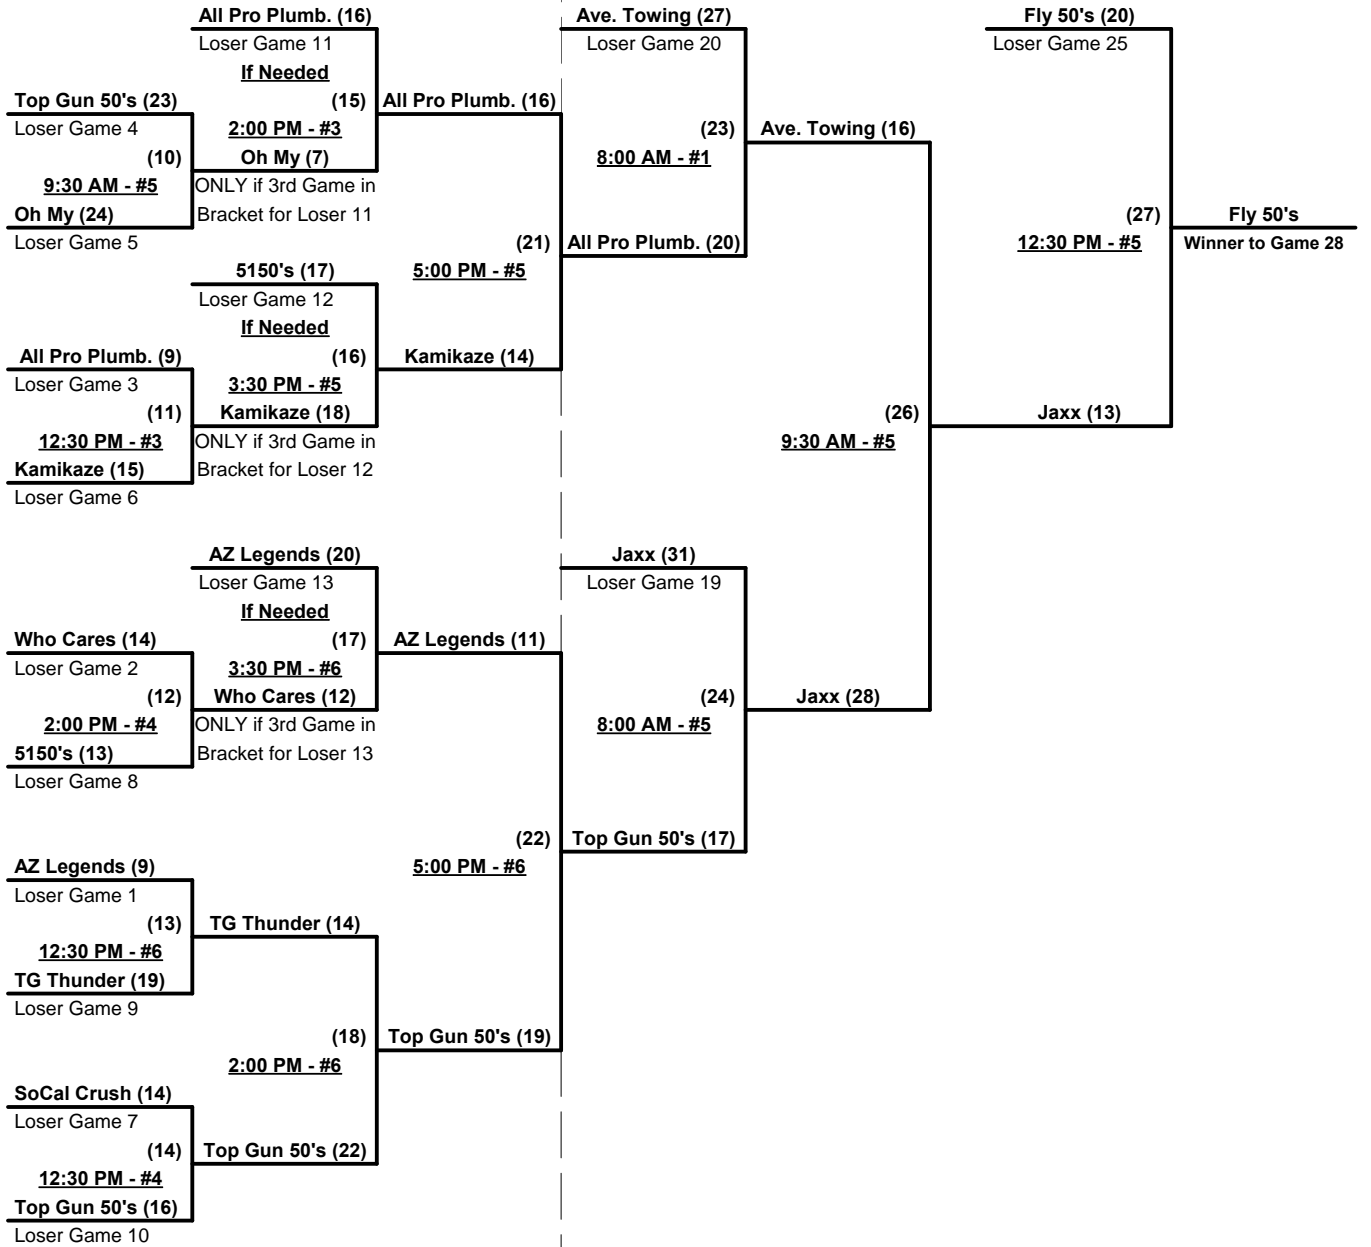 All Pro Plumb. (16)
Ave. Towing (27)
Fly 50's (20)
Loser Game 11
Loser Game 20
Loser Game 25
If Needed
Top Gun 50's (23)
(15)
All Pro Plumb. (16)
Loser Game 4
2:00 PM - #3
(23)
Ave. Towing (16)
(10)
Oh My (7)
8:00 AM - #1
9:30 AM - #5
ONLY if 3rd Game in
Oh My (24)
Bracket for Loser 11
(27)
Fly 50's
Loser Game 5
(21)
All Pro Plumb. (20)
12:30 PM - #5
Winner to Game 28
5150's (17)
5:00 PM - #5
Loser Game 12
If Needed
All Pro Plumb. (9)
(16)
Kamikaze (14)
Loser Game 3
3:30 PM - #5
(11)
Kamikaze (18)
(26)
Jaxx (13)
12:30 PM - #3
ONLY if 3rd Game in
9:30 AM - #5
Kamikaze (15)
Bracket for Loser 12
Loser Game 6
AZ Legends (20)
Jaxx (31)
Loser Game 13
Loser Game 19
If Needed
Who Cares (14)
(17)
AZ Legends (11)
Loser Game 2
3:30 PM - #6
(12)
Who Cares (12)
(24)
Jaxx (28)
2:00 PM - #4
ONLY if 3rd Game in
8:00 AM - #5
5150's (13)
Bracket for Loser 13
Loser Game 8
(22)
Top Gun 50's (17)
AZ Legends (9)
5:00 PM - #6
Loser Game 1
(13)
TG Thunder (14)
12:30 PM - #6
TG Thunder (19)
Loser Game 9
(18)
Top Gun 50's (19)
2:00 PM - #6
SoCal Crush (14)
Loser Game 7
(14)
Top Gun 50's (22)
12:30 PM - #4
Top Gun 50's (16)
Loser Game 10